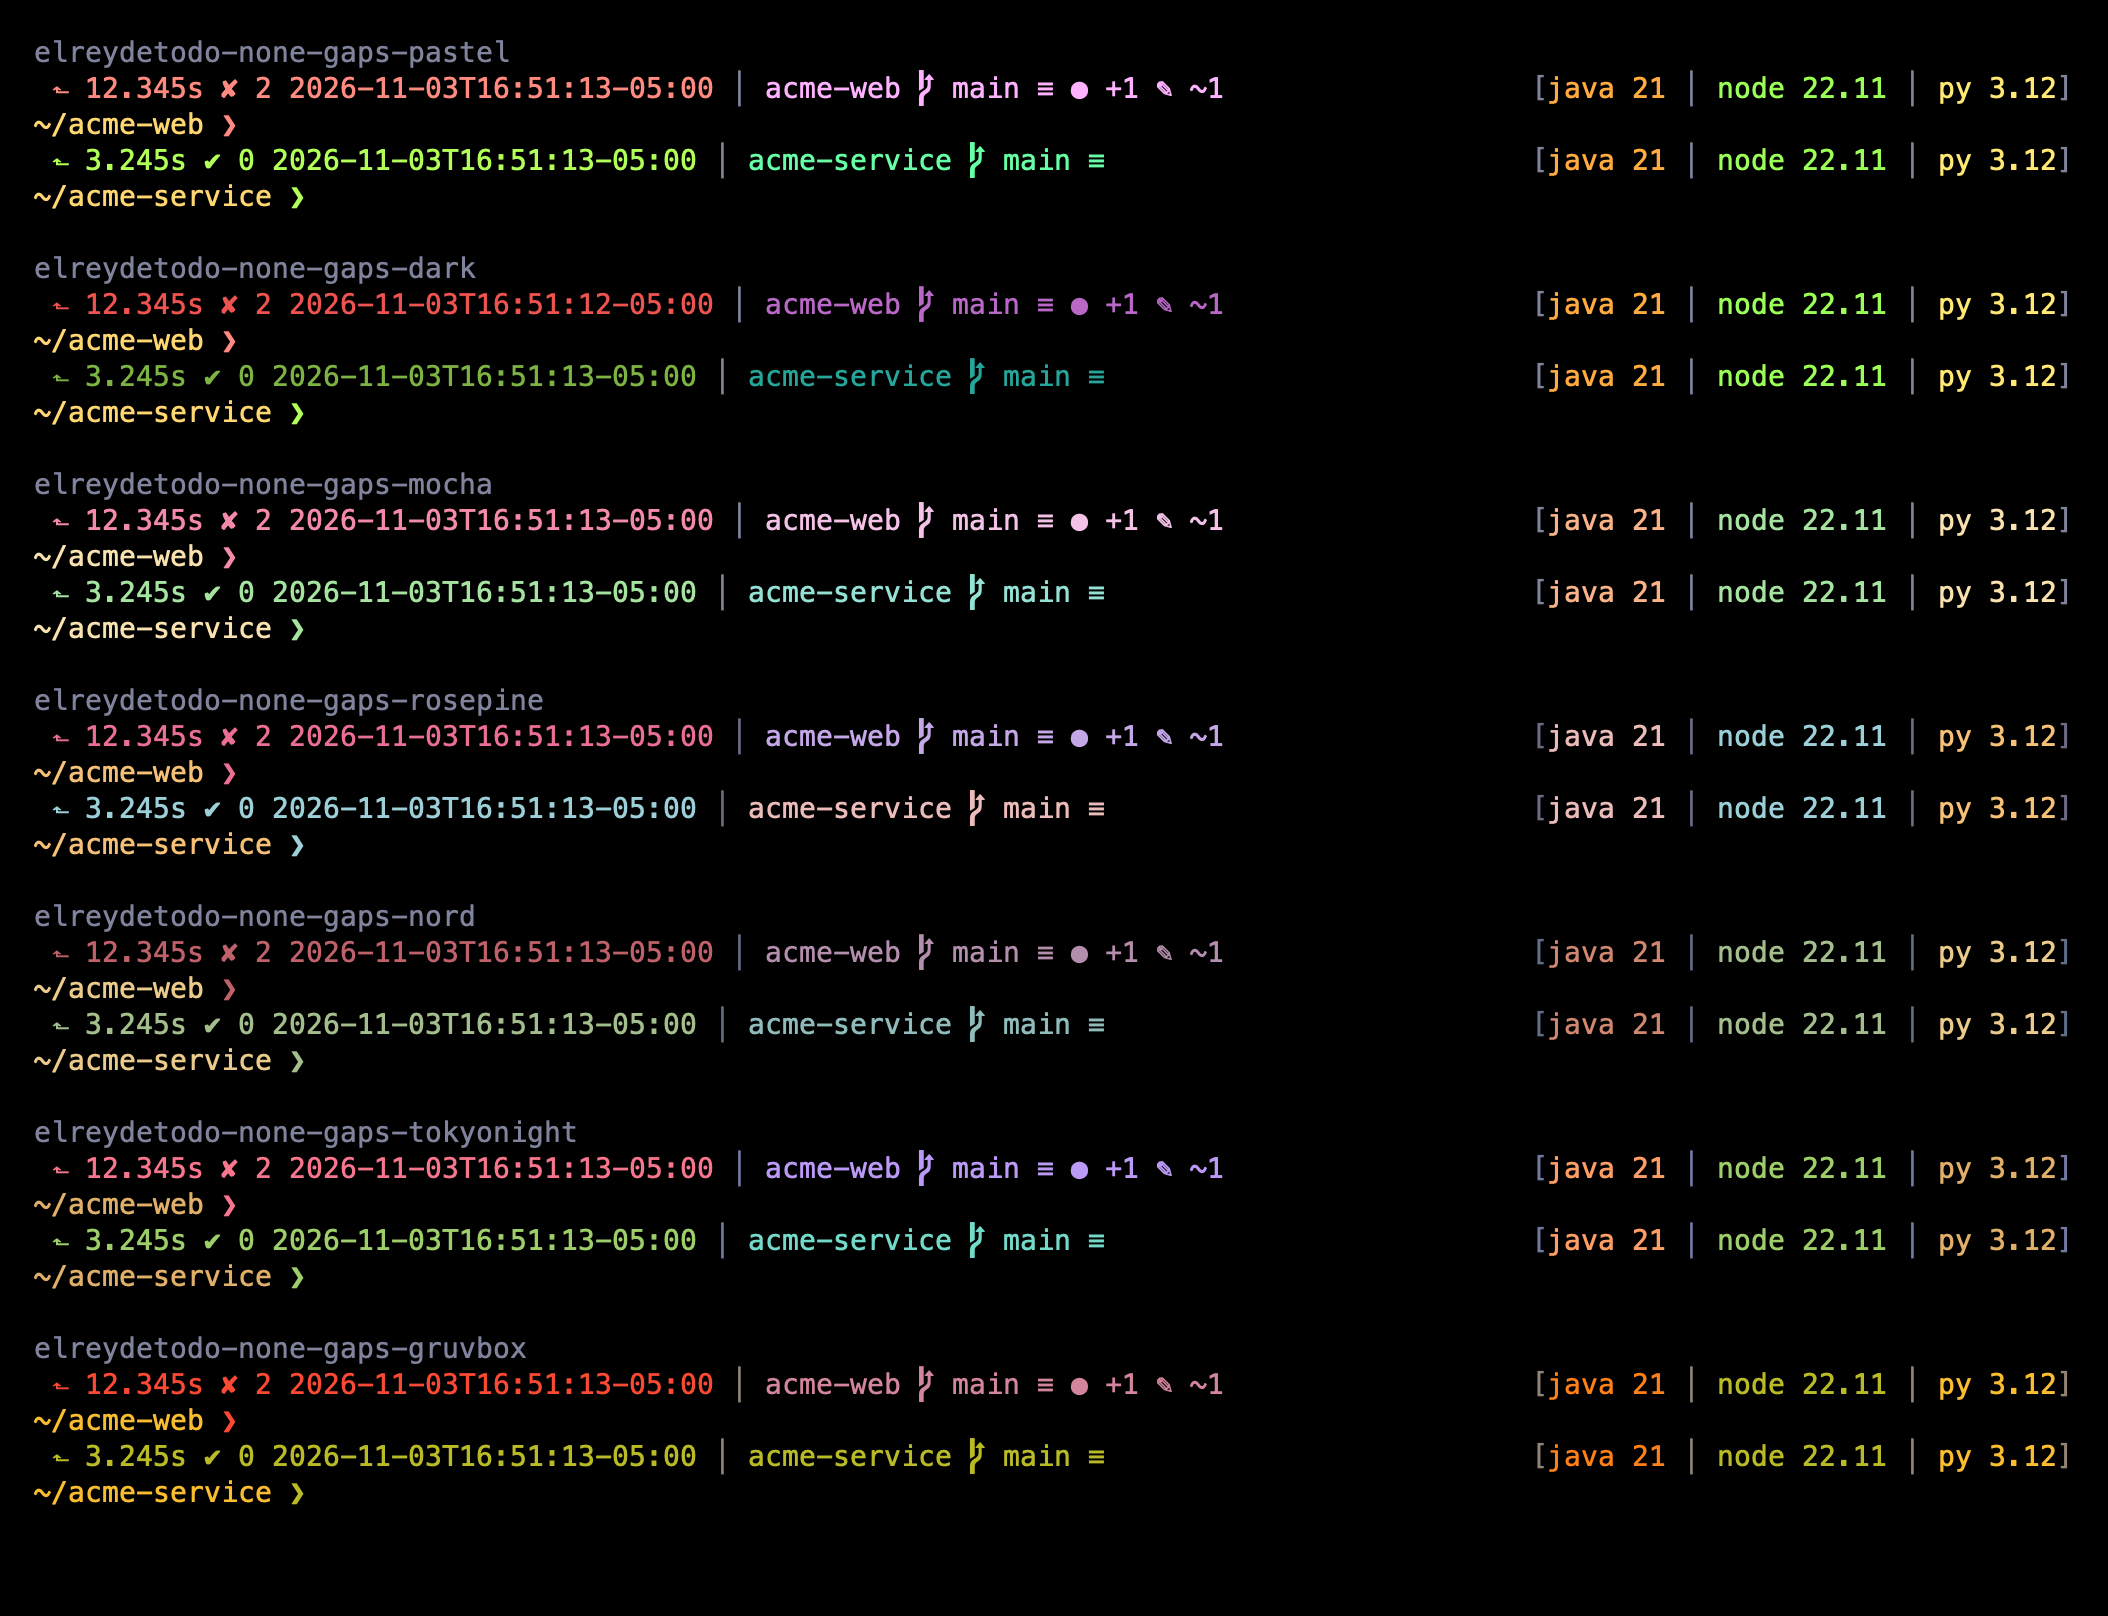 elreydetodo-none-gaps-pastel
⬑ 12.345s ✘ 2 2026-11-03T16:51:13-05:00 │ acme-web  main ≡ ● +1 ✎ ~1 [java 21 │ node 22.11 │ py 3.12]
~/acme-web ❯
⬑ 3.245s ✔ 0 2026-11-03T16:51:13-05:00 │ acme-service  main ≡ [java 21 │ node 22.11 │ py 3.12]
~/acme-service ❯
elreydetodo-none-gaps-dark
⬑ 12.345s ✘ 2 2026-11-03T16:51:12-05:00 │ acme-web  main ≡ ● +1 ✎ ~1 [java 21 │ node 22.11 │ py 3.12]
~/acme-web ❯
⬑ 3.245s ✔ 0 2026-11-03T16:51:13-05:00 │ acme-service  main ≡ [java 21 │ node 22.11 │ py 3.12]
~/acme-service ❯
elreydetodo-none-gaps-mocha
⬑ 12.345s ✘ 2 2026-11-03T16:51:13-05:00 │ acme-web  main ≡ ● +1 ✎ ~1 [java 21 │ node 22.11 │ py 3.12]
~/acme-web ❯
⬑ 3.245s ✔ 0 2026-11-03T16:51:13-05:00 │ acme-service  main ≡ [java 21 │ node 22.11 │ py 3.12]
~/acme-service ❯
elreydetodo-none-gaps-rosepine
⬑ 12.345s ✘ 2 2026-11-03T16:51:13-05:00 │ acme-web  main ≡ ● +1 ✎ ~1 [java 21 │ node 22.11 │ py 3.12]
~/acme-web ❯
⬑ 3.245s ✔ 0 2026-11-03T16:51:13-05:00 │ acme-service  main ≡ [java 21 │ node 22.11 │ py 3.12]
~/acme-service ❯
elreydetodo-none-gaps-nord
⬑ 12.345s ✘ 2 2026-11-03T16:51:13-05:00 │ acme-web  main ≡ ● +1 ✎ ~1 [java 21 │ node 22.11 │ py 3.12]
~/acme-web ❯
⬑ 3.245s ✔ 0 2026-11-03T16:51:13-05:00 │ acme-service  main ≡ [java 21 │ node 22.11 │ py 3.12]
~/acme-service ❯
elreydetodo-none-gaps-tokyonight
⬑ 12.345s ✘ 2 2026-11-03T16:51:13-05:00 │ acme-web  main ≡ ● +1 ✎ ~1 [java 21 │ node 22.11 │ py 3.12]
~/acme-web ❯
⬑ 3.245s ✔ 0 2026-11-03T16:51:13-05:00 │ acme-service  main ≡ [java 21 │ node 22.11 │ py 3.12]
~/acme-service ❯
elreydetodo-none-gaps-gruvbox
⬑ 12.345s ✘ 2 2026-11-03T16:51:13-05:00 │ acme-web  main ≡ ● +1 ✎ ~1 [java 21 │ node 22.11 │ py 3.12]
~/acme-web ❯
⬑ 3.245s ✔ 0 2026-11-03T16:51:13-05:00 │ acme-service  main ≡ [java 21 │ node 22.11 │ py 3.12]
~/acme-service ❯